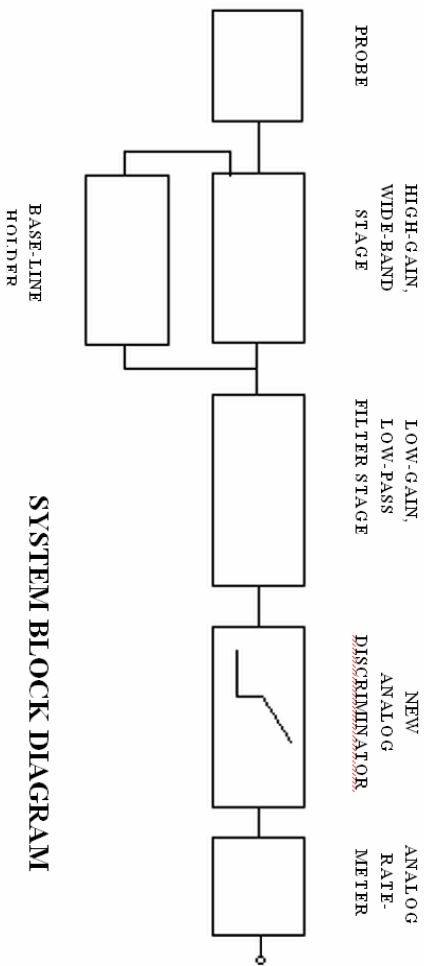 PROBE
HIGH-GAIN,
WIDE-BAND
STAGE
LOW-GAIN,
LOW-PASS
FILTER STAGE
NEW
ANALOG
DISCRIMINATOR
ANALOG
RATE-
METER
BASE-LINE
HOLDER
SYSTEM BLOCK DIAGRAM